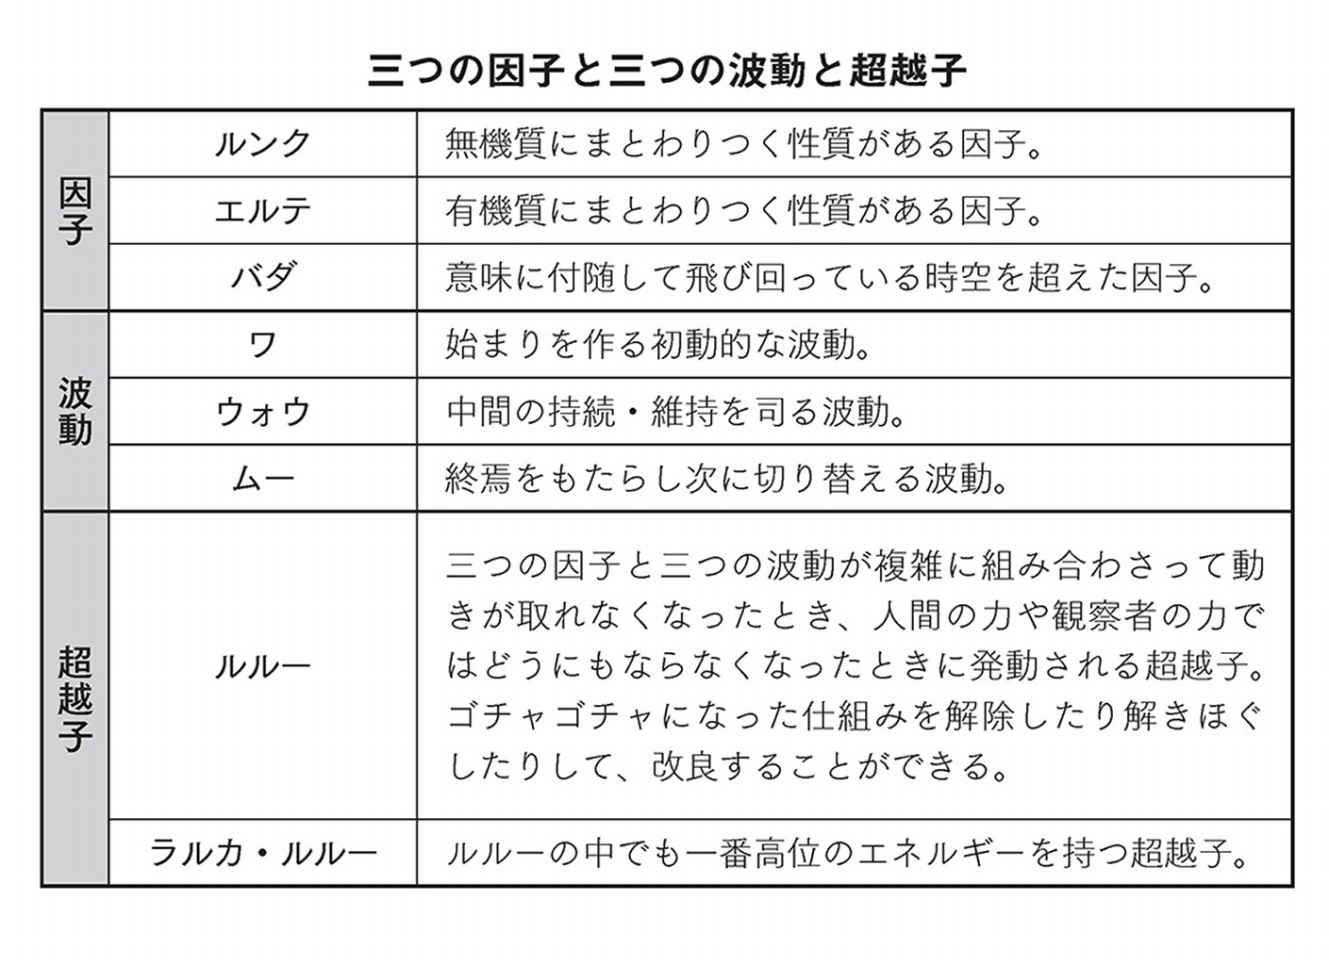 三つの因子と三つの波動と超越子
因子
ルンク
無機質にまとわりつく性質がある因子。
エルテ
有機質にまとわりつく性質がある因子。
バダ
意味に付随して飛び回っている時空を超えた因子。
波動
ワ
始まりを作る初動的な波動。
ウォウ
中間の持続・維持を司る波動。
ムー
終焉をもたらし次に切り替える波動。
超越子
ルルー
三つの因子と三つの波動が複雑に組み合わさって動
きが取れなくなったとき、人間の力や観察者の力で
はどうにもならなくなったときに発動される超越子。
ゴチャゴチャになった仕組みを解除したり解きほぐ
したりして、改良することができる。
ラルカ・ルルー
ルルーの中でも一番高位のエネルギーを持つ超越子。